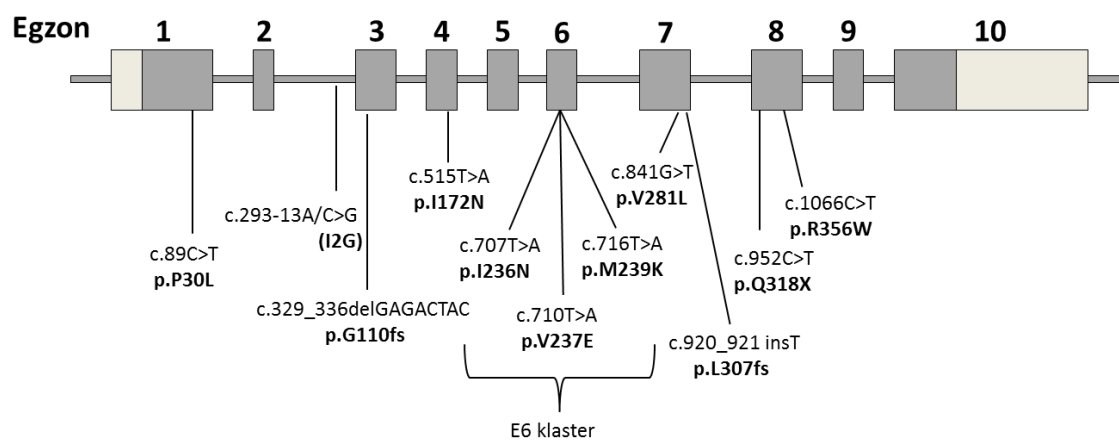 Egzon 1 2 3 4 5 6 7 8 9 10
c.89C>T
p.P30L
c.293-13A/C>G
(I2G)
c.329_336delGAGACTAC
p.G110fs
c.515T>A
p.I172N
c.707T>A
p.I236N
c.710T>A
p.V237E
c.716T>A
p.M239K
E6 klaster
c.841G>T
p.V281L
c.920_921 insT
p.L307fs
c.952C>T
p.Q318X
c.1066C>T
p.R356W